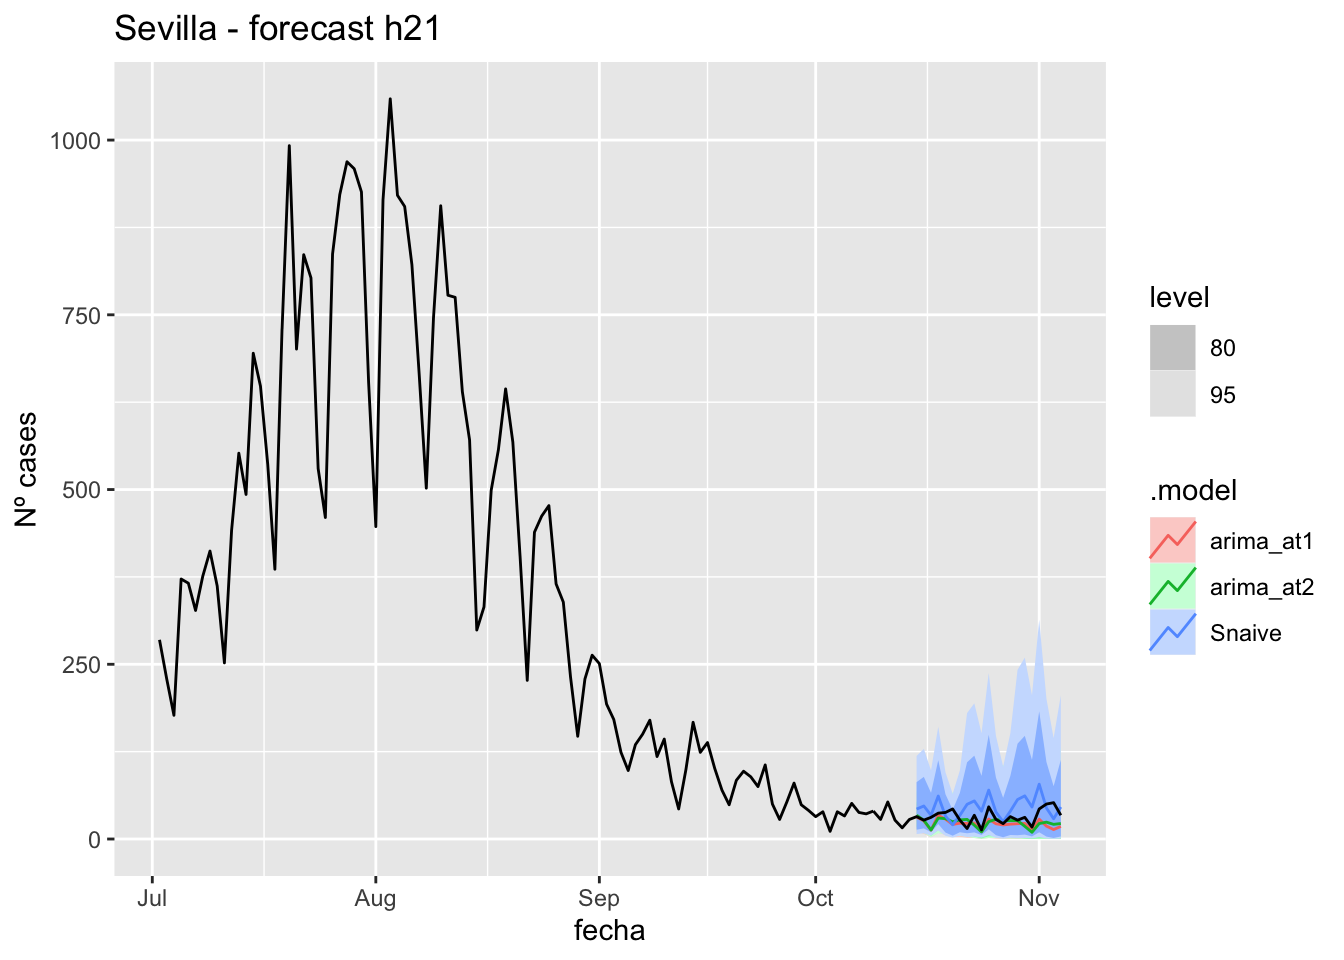 Sevilla - forecast h21
Nº cases
1000
750
500
250
0
Jul
Aug
Sep
Oct
Nov
fecha
level
80
95
.model
arima_at1
arima_at2
Snaive